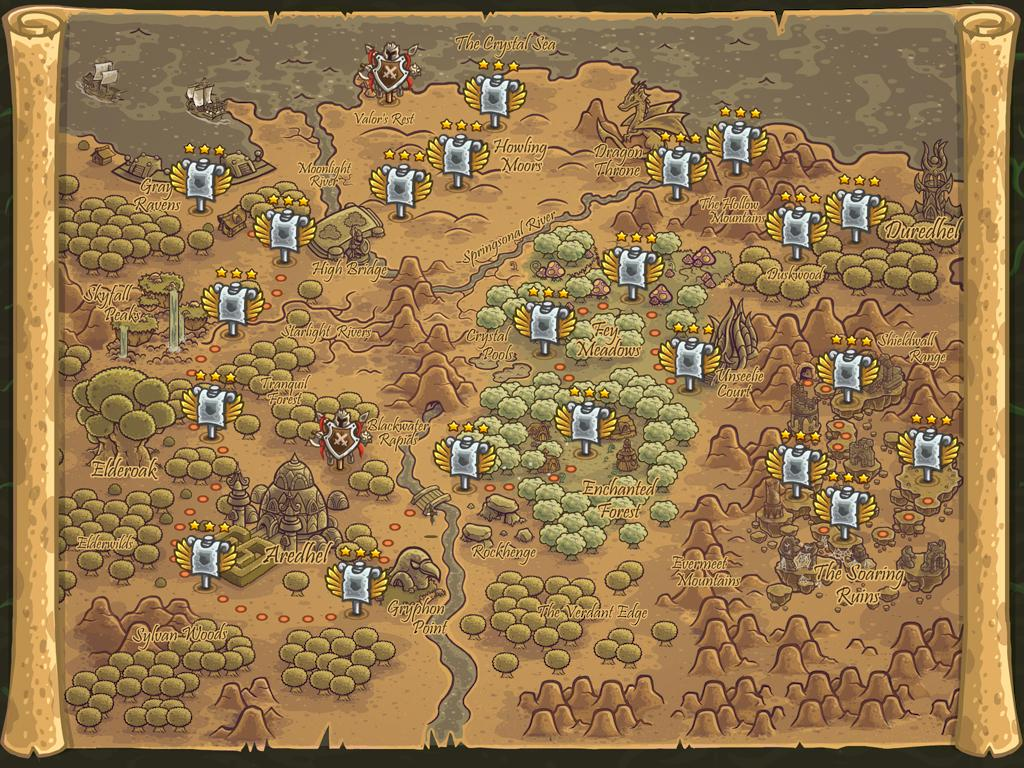 The Crystal Sea
Valor's Rest
Howling
Moors
Dragon
Throne
Moonlight
River
Gray
Ravens
The Hollow
Mountains
Duredhel
Springsonal River
High Bridge
Duskwood
Skyfall
Peaks
Starlight Rivers
Crystal
Pools
Fey
Meadows
Shieldwall
Range
Unseelie
Court
Tranquil
Forest
Blackwater
Rapids
Elderoak
Enchanted
Forest
Elderwilds
Aredhel
Rockhenge
Evermeet
Mountains
The Soaring
Ruins
Gryphon
Point
The Verdant Edge
Sylvan Woods